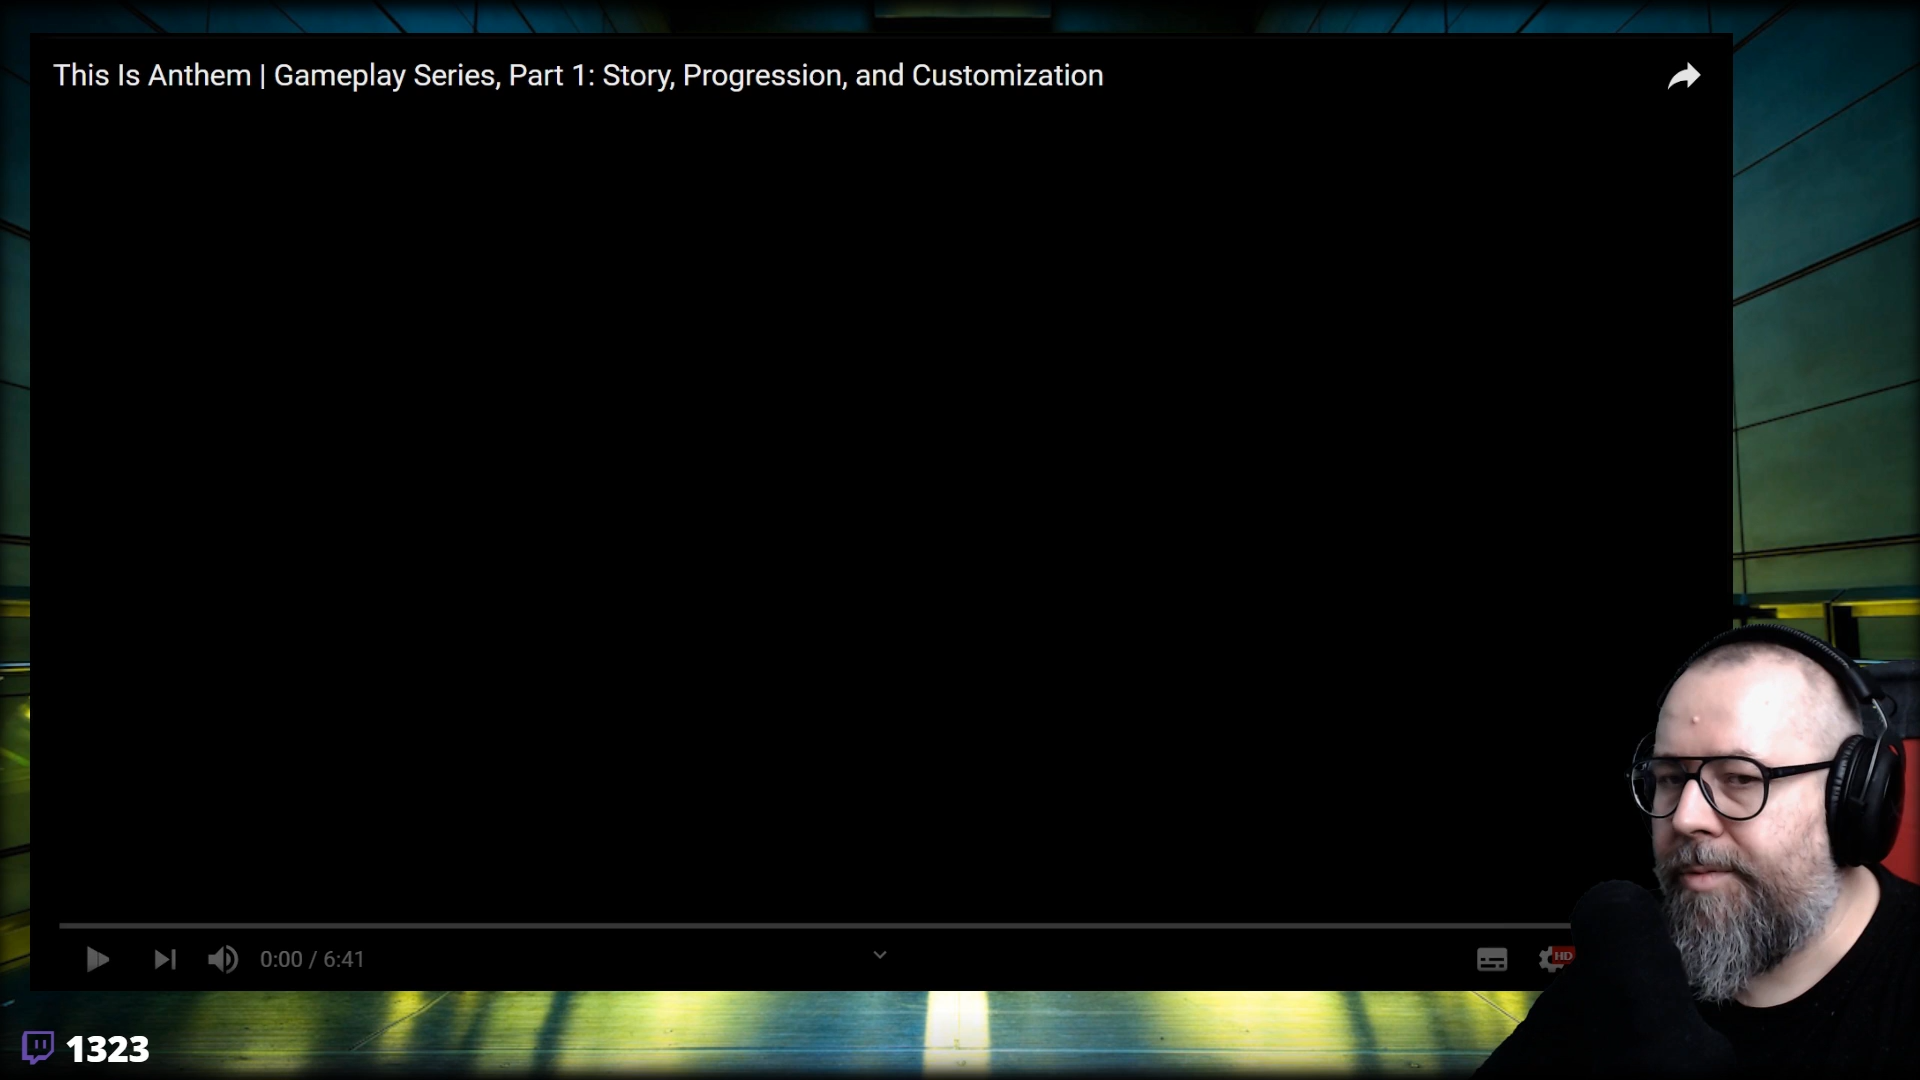 This Is Anthem | Gameplay Series, Part 1: Story, Progression, and Customization
0:00 / 6:41
HD
1323